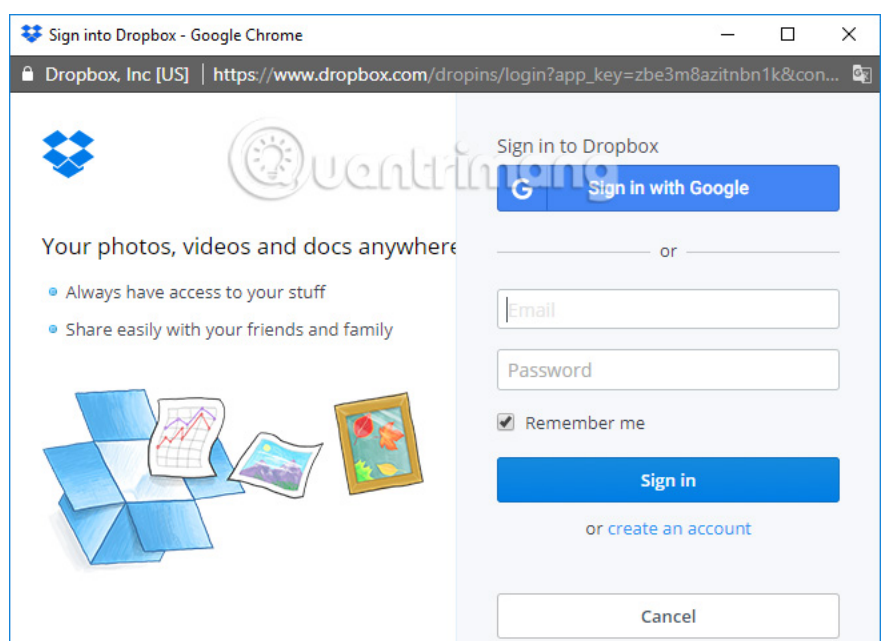 Sign into Dropbox - Google Chrome
Dropbox, Inc [US] | https://www.dropbox.com/dropins/login?app_key=zbe3m8azitnbn1k&con...
Quantrimang
Your photos, videos and docs anywhere
Always have access to your stuff
Share easily with your friends and family
Sign in to Dropbox
G Sign in with Google
or
Email
Password
Remember me
Sign in
or create an account
Cancel